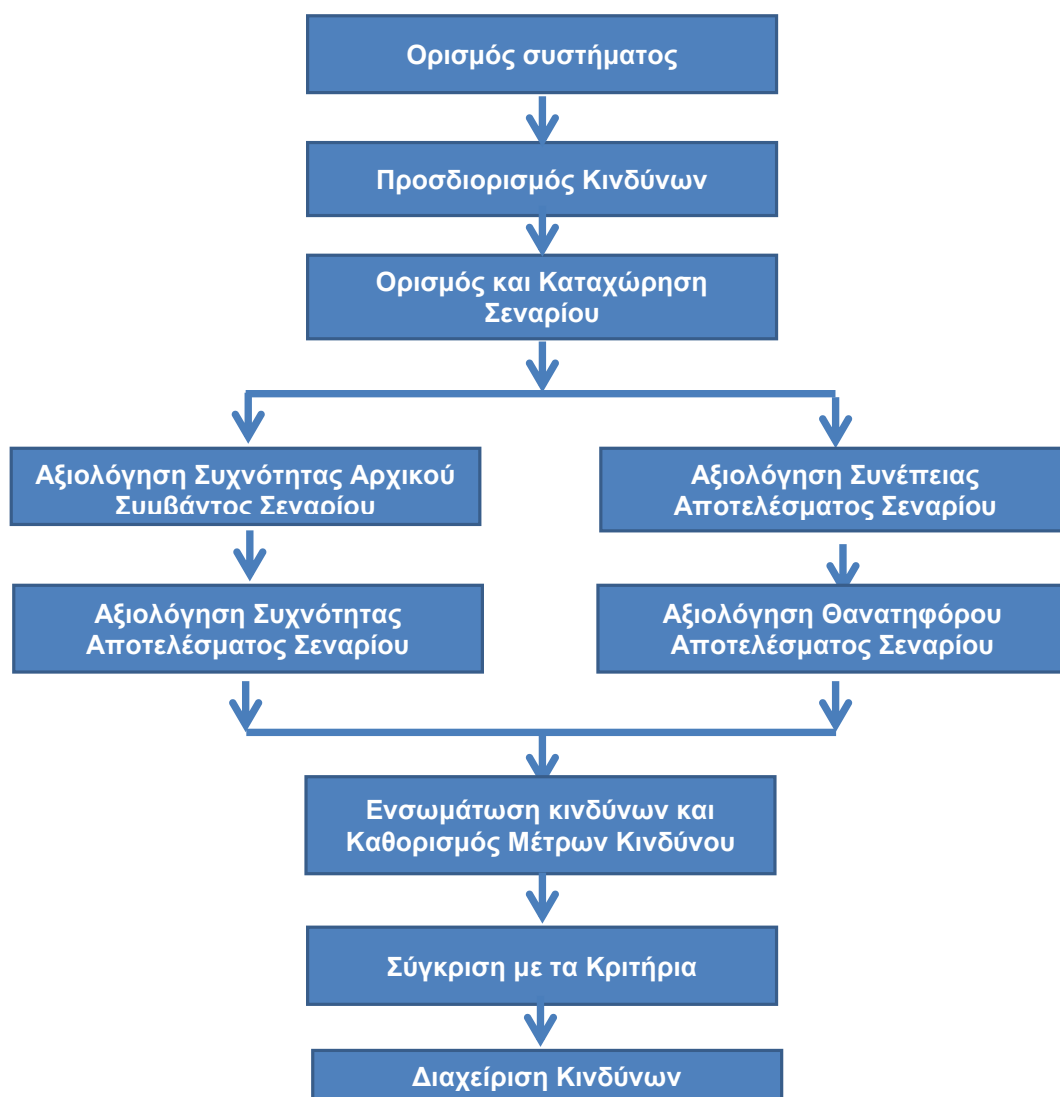 Ορισμός συστήματος
Προσδιορισμός Κινδύνων
Ορισμός και Καταχώρηση
Σεναρίου
Αξιολόγηση Συχνότητας Αρχικού
Συμβάντος Σεναρίου
Αξιολόγηση Συνέπειας
Αποτελέσματος Σεναρίου
Αξιολόγηση Συχνότητας
Αποτελέσματος Σεναρίου
Αξιολόγηση Θανατηφόρου
Αποτελέσματος Σεναρίου
Ενσωμάτωση κινδύνων και
Καθορισμός Μέτρων Κινδύνου
Σύγκριση με τα Κριτήρια
Διαχείριση Κινδύνων